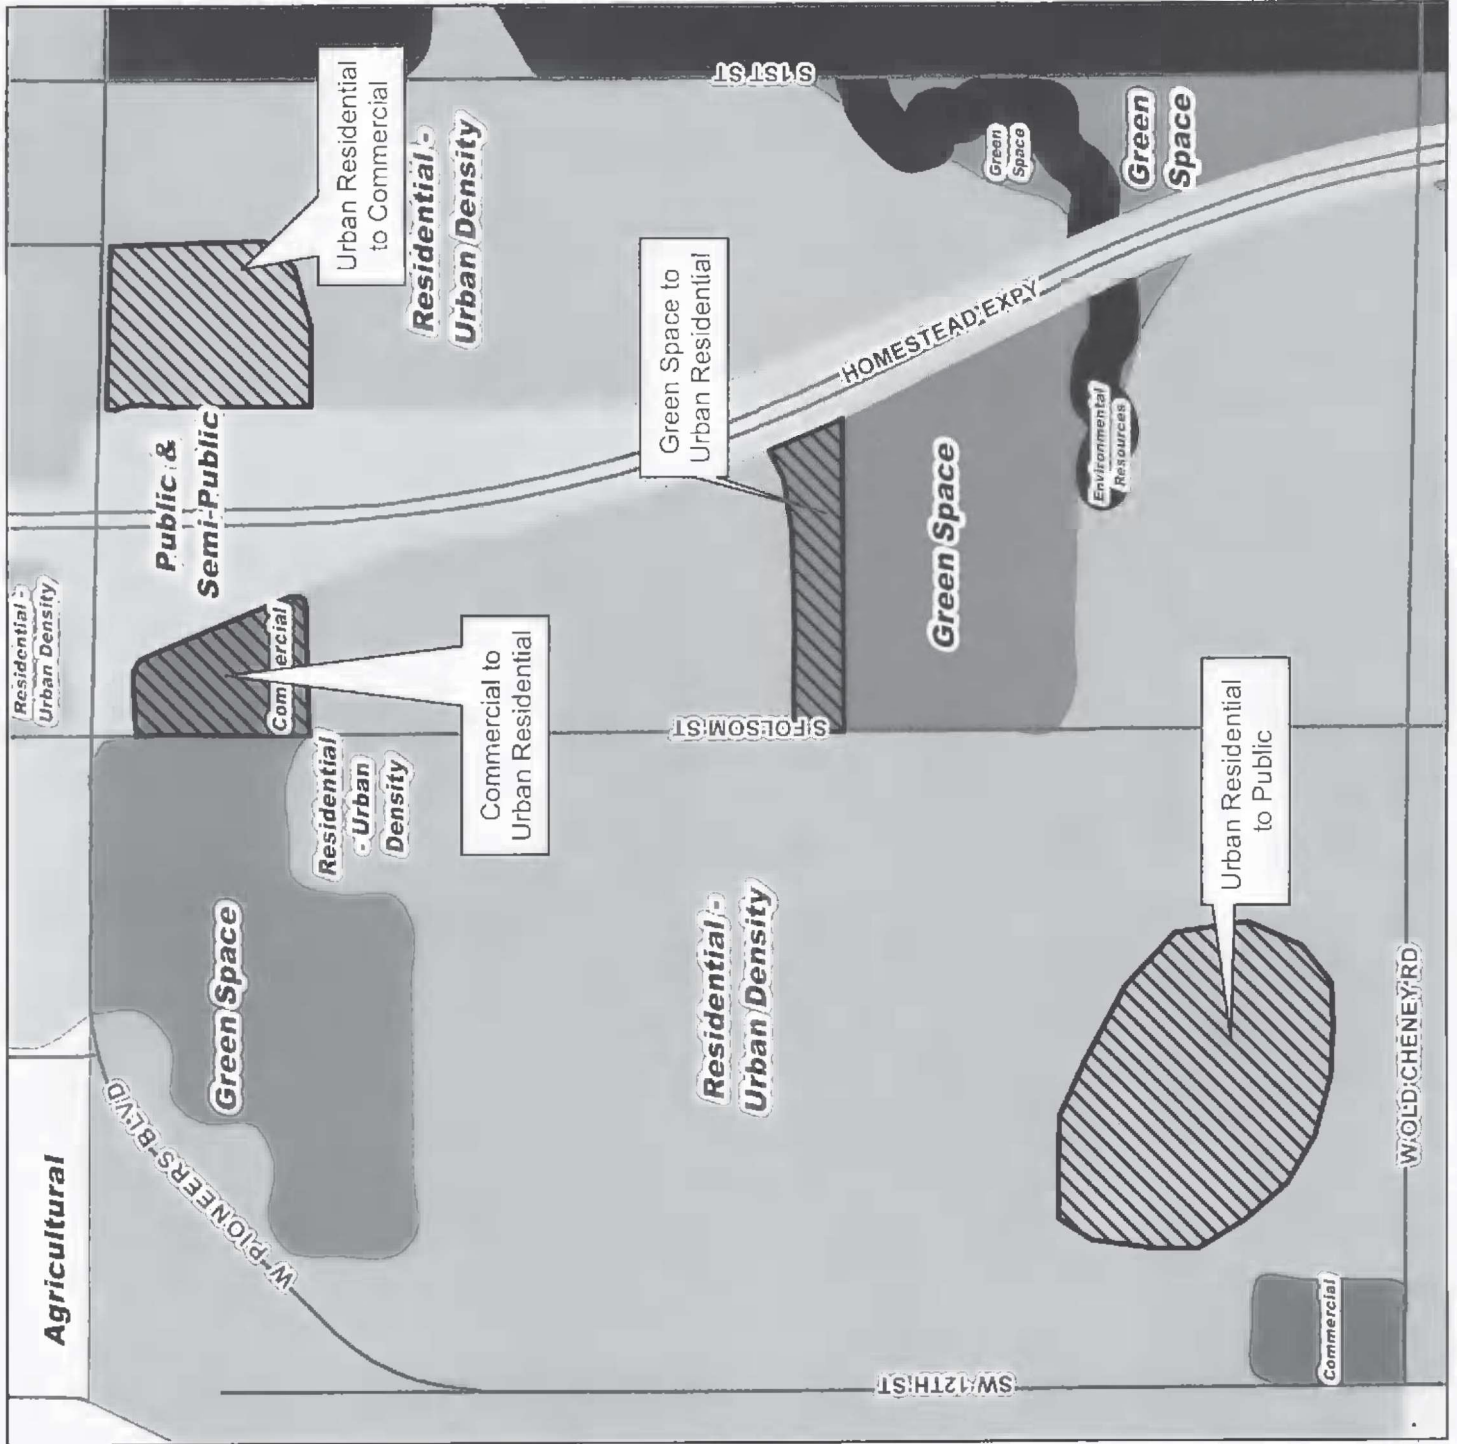 Agricultural
Residential -
Urban Density
W PIONEERS BLVD
Green Space
Public &
Semi-Public
Com ercial
Residential
- Urban
Density
Urban Residential
to Commercial
Residential -
Urban Density
Commercial to
Urban Residential
Green Space to
Urban Residential
S FOLSOM ST
S 1ST ST
Residential -
Urban Density
HOMESTEAD EXPY
SW 12TH ST
Green Space
Green
Space
Green
Space
Environmental
Resources
Urban Residential
to Public
Commercial
W OLD CHENEY RD